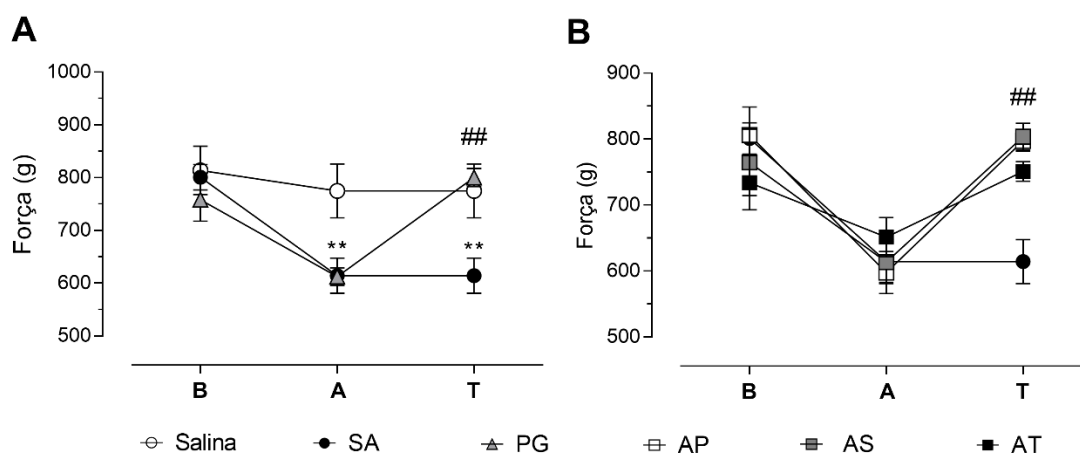 A
Força (g)
1000
900
800
700
600
500
##
**
**
B A T
B
Força (g)
900
800
700
600
500
##
B A T
Salina SA PG AP AS AT